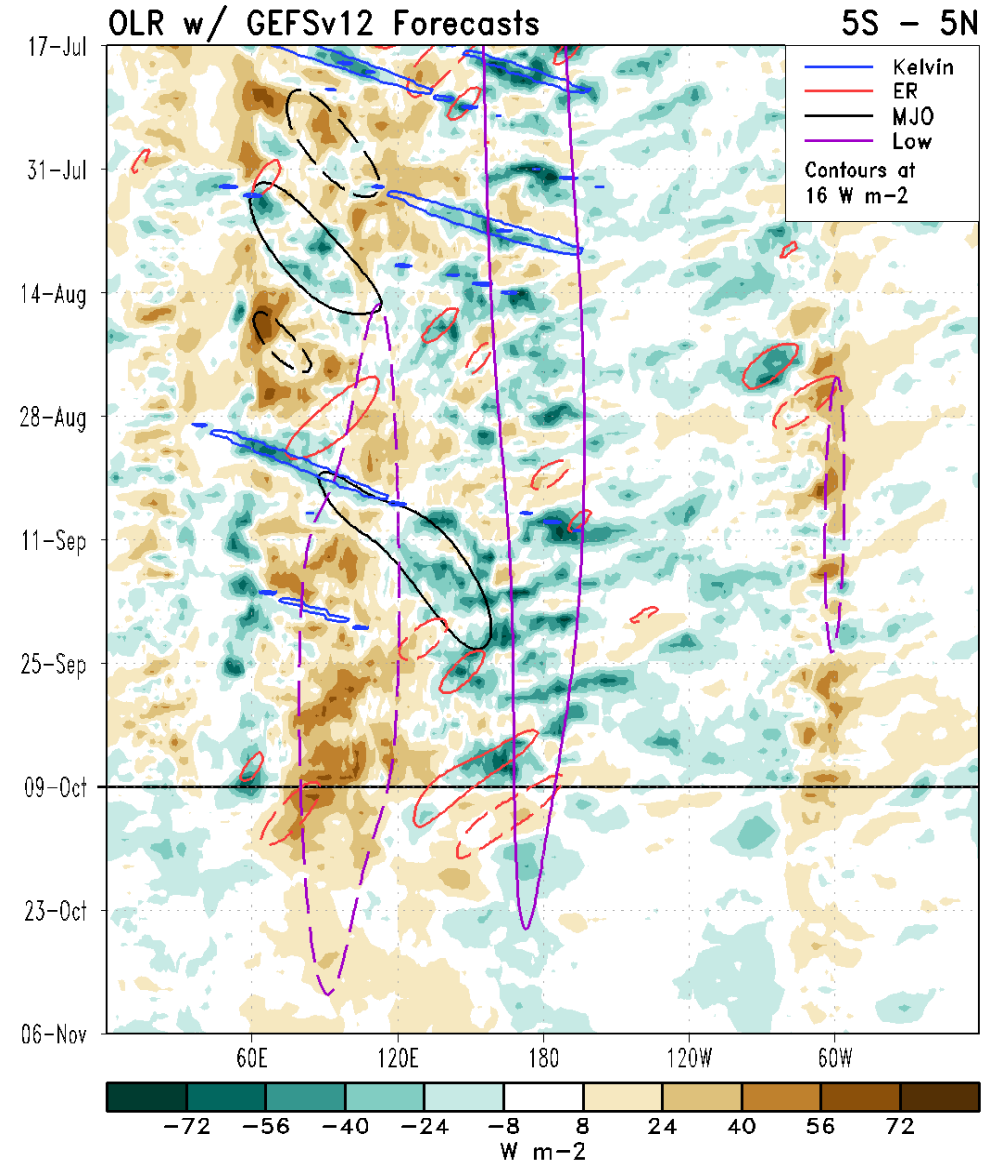 OLR w/ GEFSv12 Forecasts 5S - 5N
17-Jul
31-Jul
14-Aug
28-Aug
11-Sep
25-Sep
09-Oct
23-Oct
06-Nov
Kelvin
ER
MJO
Low
Contours at
16 W m-2
60E 120E 180 120W 60W
-72 -56 -40 -24 -8 8 24 40 56 72
W m-2